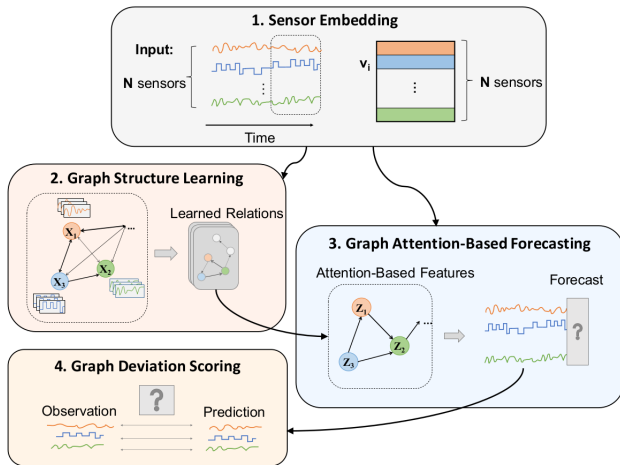 1. Sensor Embedding
Input:
N sensors
⋮
Time
v_i
⋮
N sensors
2. Graph Structure Learning
Learned Relations
X_1
...
X_2
X_3
3. Graph Attention-Based Forecasting
Attention-Based Features
Forecast
Z_1
...
Z_2
Z_3
?
4. Graph Deviation Scoring
?
Observation
Prediction